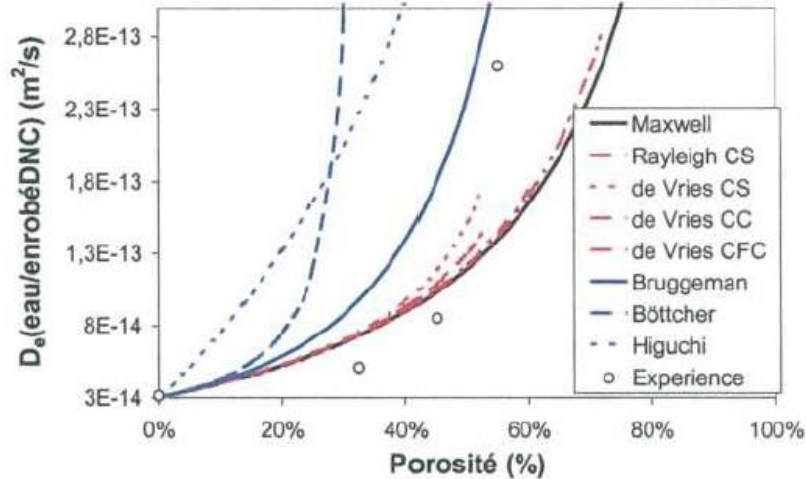 2,8E-13
2,3E-13
1,8E-13
1,3E-13
8E-14
3E-14
De(eau/enrobéDNC) (m²/s)
0% 20% 40% 60% 80% 100%
Porosité (%)
Maxwell
Rayleigh CS
de Vries CS
de Vries CC
de Vries CFC
Bruggeman
Böttcher
Higuchi
Experience